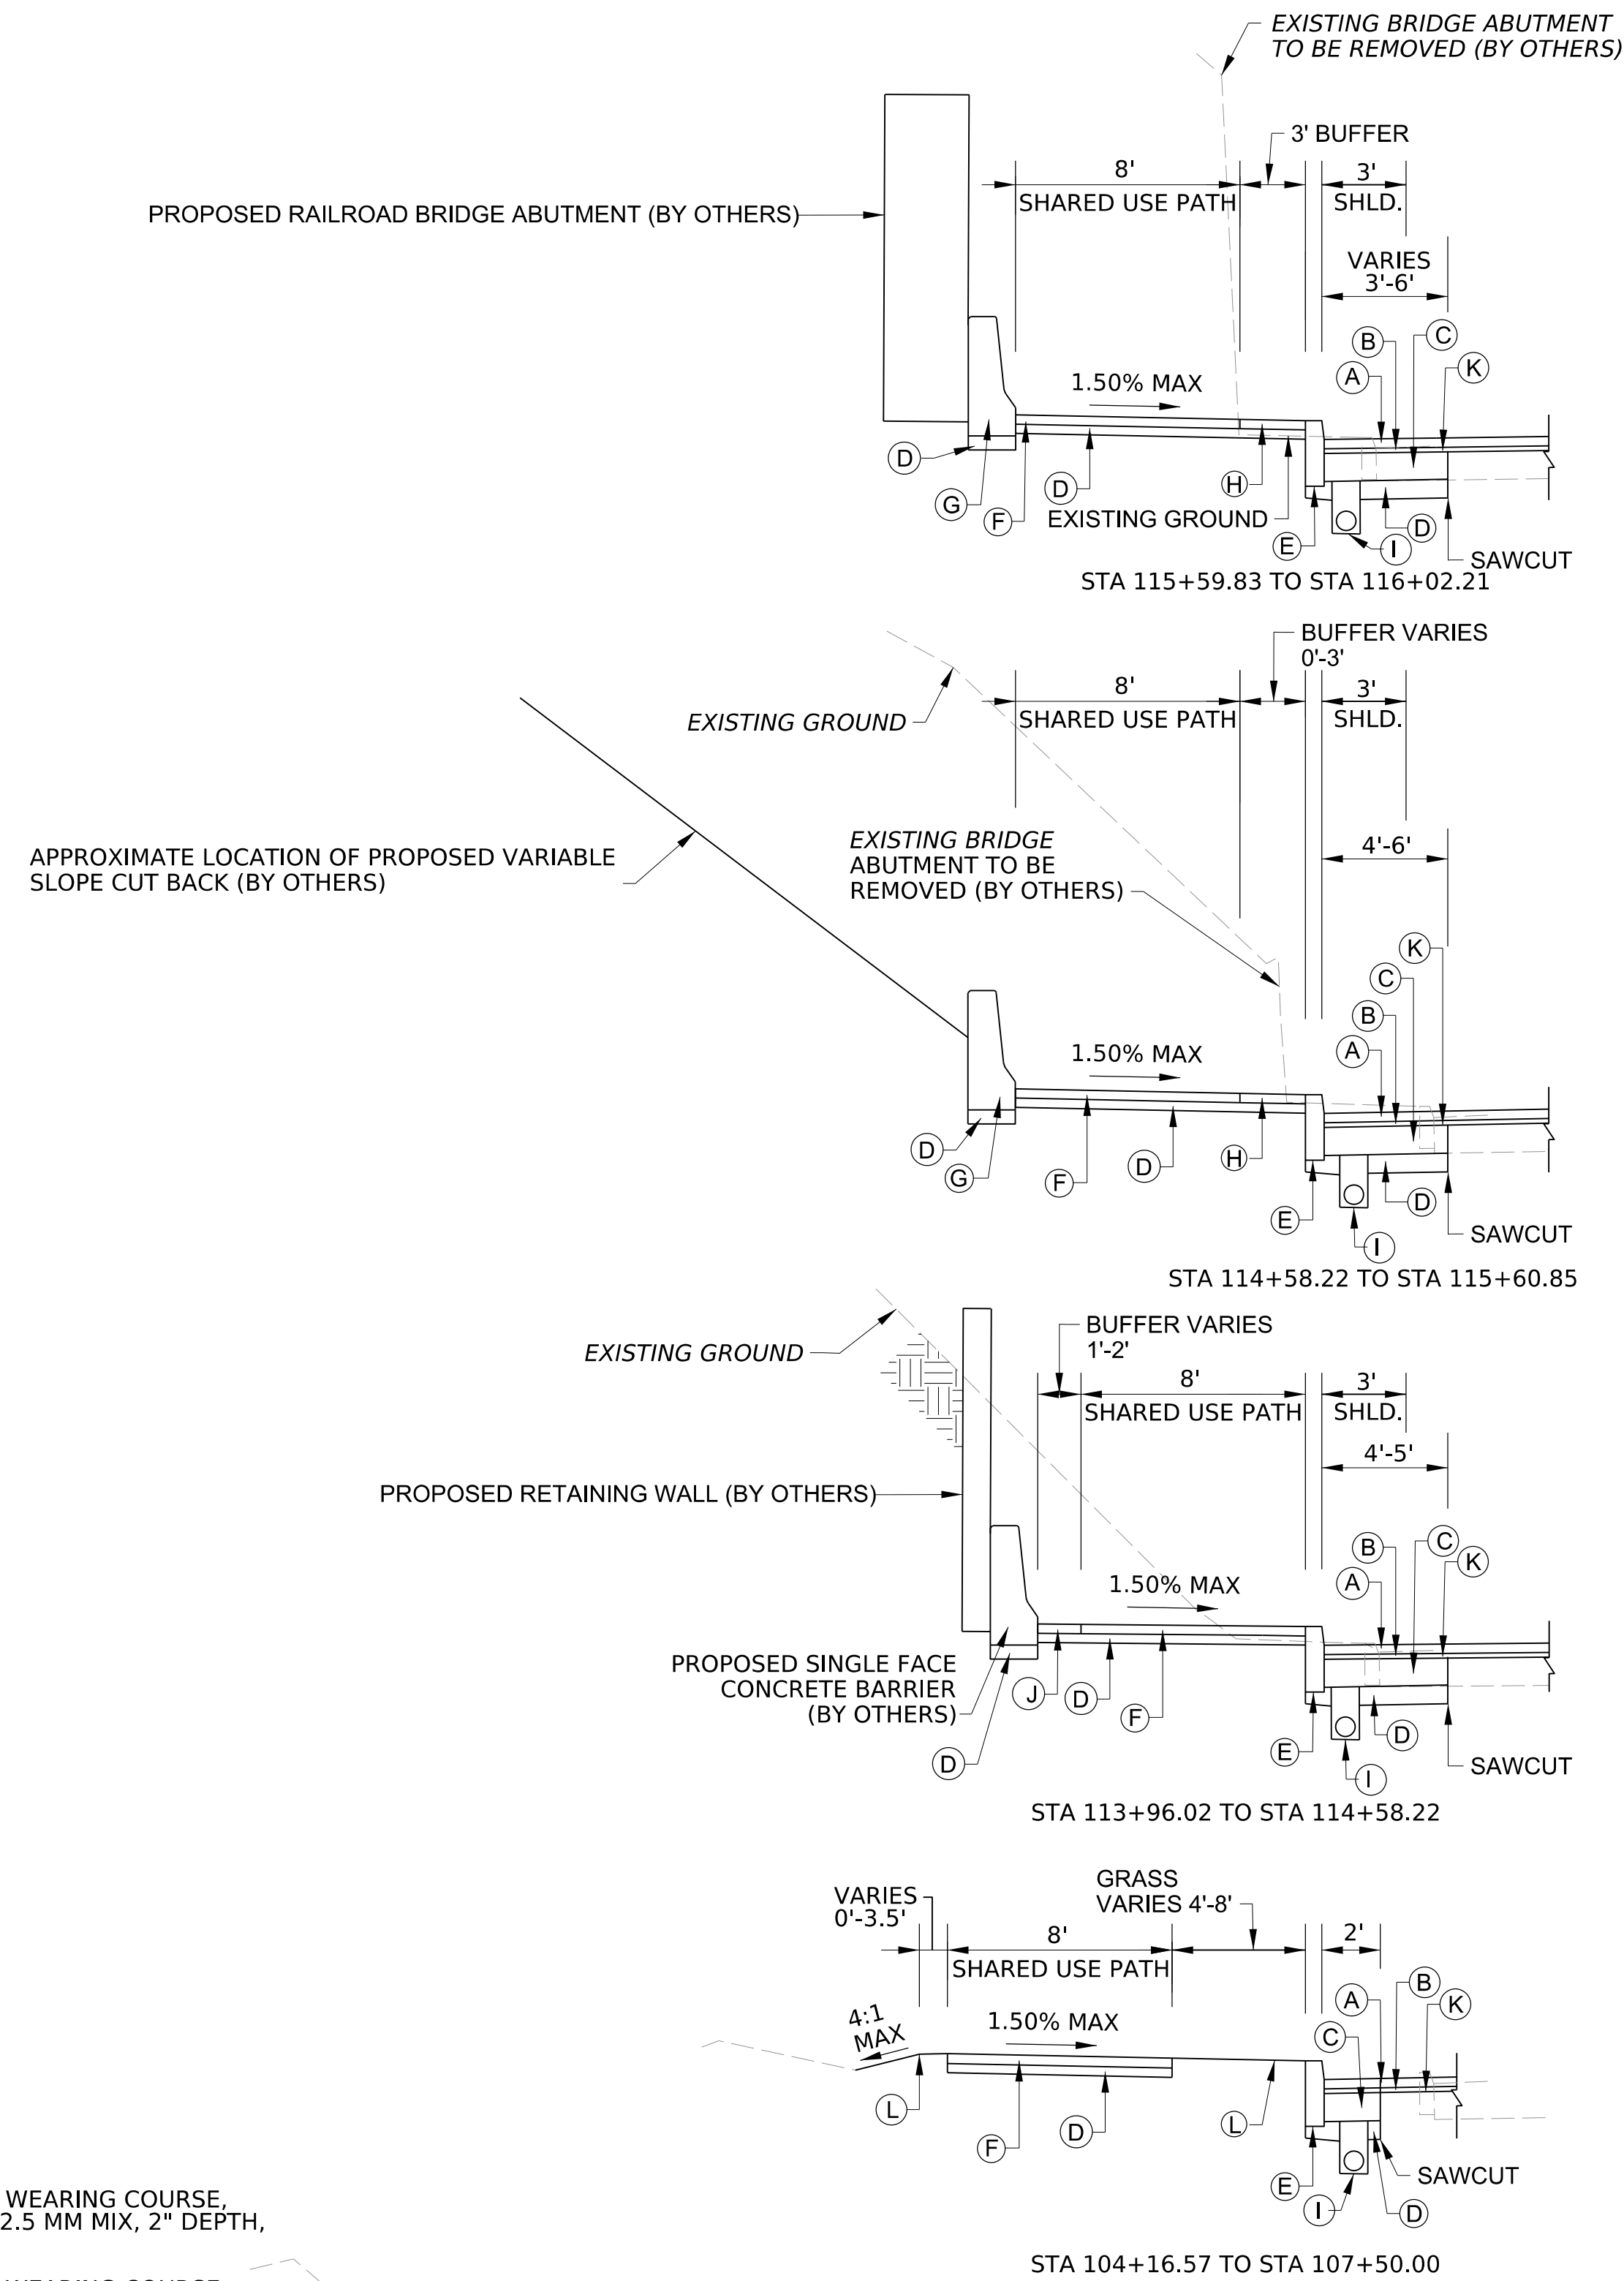 EXISTING BRIDGE ABUTMENT
TO BE REMOVED (BY OTHERS)
3' BUFFER
8'
SHARED USE PATH
3'
SHLD.
PROPOSED RAILROAD BRIDGE ABUTMENT (BY OTHERS)
VARIES
3'-6'
B
C
A
K
1.50% MAX
D
G
F
D
H
EXISTING GROUND
E
I
D
SAWCUT
STA 115+59.83 TO STA 116+02.21
BUFFER VARIES
0'-3'
8'
SHARED USE PATH
3'
SHLD.
EXISTING GROUND
APPROXIMATE LOCATION OF PROPOSED VARIABLE
SLOPE CUT BACK (BY OTHERS)
EXISTING BRIDGE
ABUTMENT TO BE
REMOVED (BY OTHERS)
4'-6'
K
C
B
A
1.50% MAX
D
G
F
D
H
E
I
D
SAWCUT
STA 114+58.22 TO STA 115+60.85
EXISTING GROUND
BUFFER VARIES
1'-2'
8'
SHARED USE PATH
3'
SHLD.
4'-5'
PROPOSED RETAINING WALL (BY OTHERS)
B
C
A
K
1.50% MAX
PROPOSED SINGLE FACE
CONCRETE BARRIER
(BY OTHERS)
D
J
D
F
E
I
D
SAWCUT
STA 113+96.02 TO STA 114+58.22
VARIES
0'-3.5'
GRASS
VARIES 4'-8'
8'
SHARED USE PATH
2'
B
A
K
C
4:1
MAX
1.50% MAX
L
F
D
L
E
I
D
SAWCUT
STA 104+16.57 TO STA 107+50.00
WEARING COURSE,
2.5 MM MIX, 2" DEPTH,
WEARING COURSE